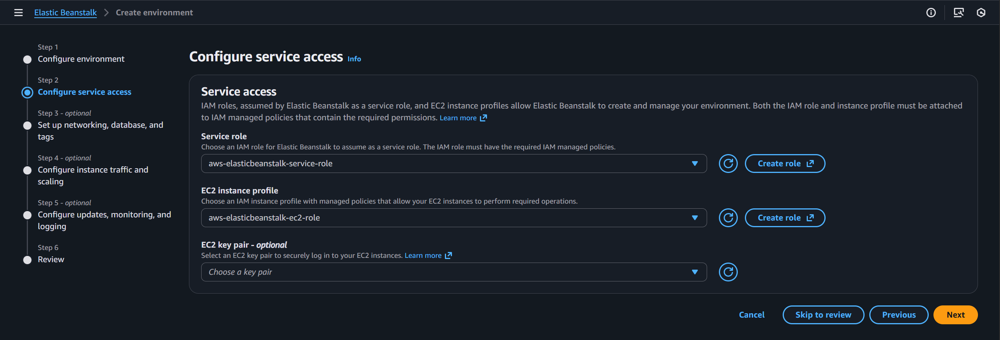 Elastic Beanstalk
Create environment
Step 1
Configure environment
Step 2
Configure service access
Step 3 - optional
Set up networking, database, and
tags
Step 4 - optional
Configure instance traffic and
scaling
Step 5 - optional
Configure updates, monitoring, and
logging
Step 6
Review
Configure service access Info
Service access
IAM roles, assumed by Elastic Beanstalk as a service role, and EC2 instance profiles allow Elastic Beanstalk to create and manage your environment. Both the IAM role and instance profile must be attached
to IAM managed policies that contain the required permissions. Learn more
Service role
Choose an IAM role for Elastic Beanstalk to assume as a service role. The IAM role must have the required IAM managed policies.
aws-elasticbeanstalk-service-role
Create role
EC2 instance profile
Choose an IAM instance profile with managed policies that allow your EC2 instances to perform required operations.
aws-elasticbeanstalk-ec2-role
Create role
EC2 key pair - optional
Select an EC2 key pair to securely log in to your EC2 instances. Learn more
Choose a key pair
Cancel
Skip to review
Previous
Next